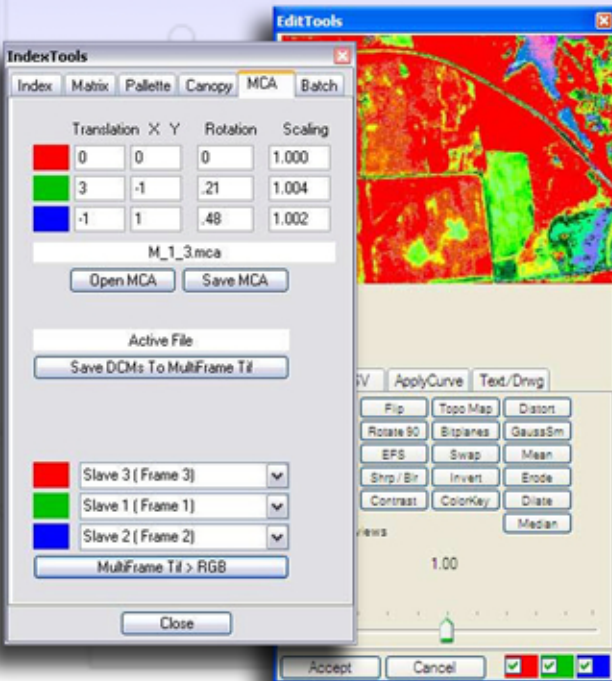 EditTools
IndexTools
Index Matrix Pallette Canopy MCA Batch
Translation X Y Rotation Scaling
0 0 0 1.000
3 -1 .21 1.004
-1 1 .48 1.002
M_1_3.mca
Open MCA Save MCA
Active File
Save DCMs To MultiFrame Tif
Slave 3 ( Frame 3)
Slave 1 ( Frame 1)
Slave 2 ( Frame 2)
MultiFrame Tif > RGB
Close
ApplyCurve Text/Drwg
Flip Topo Map Distort
Rotate 90 Bitplanes GaussSm
EFS Swap Mean
Shrp / Blr Invert Erode
Contrast ColorKey Dilate
Median
views
1.00
Accept Cancel